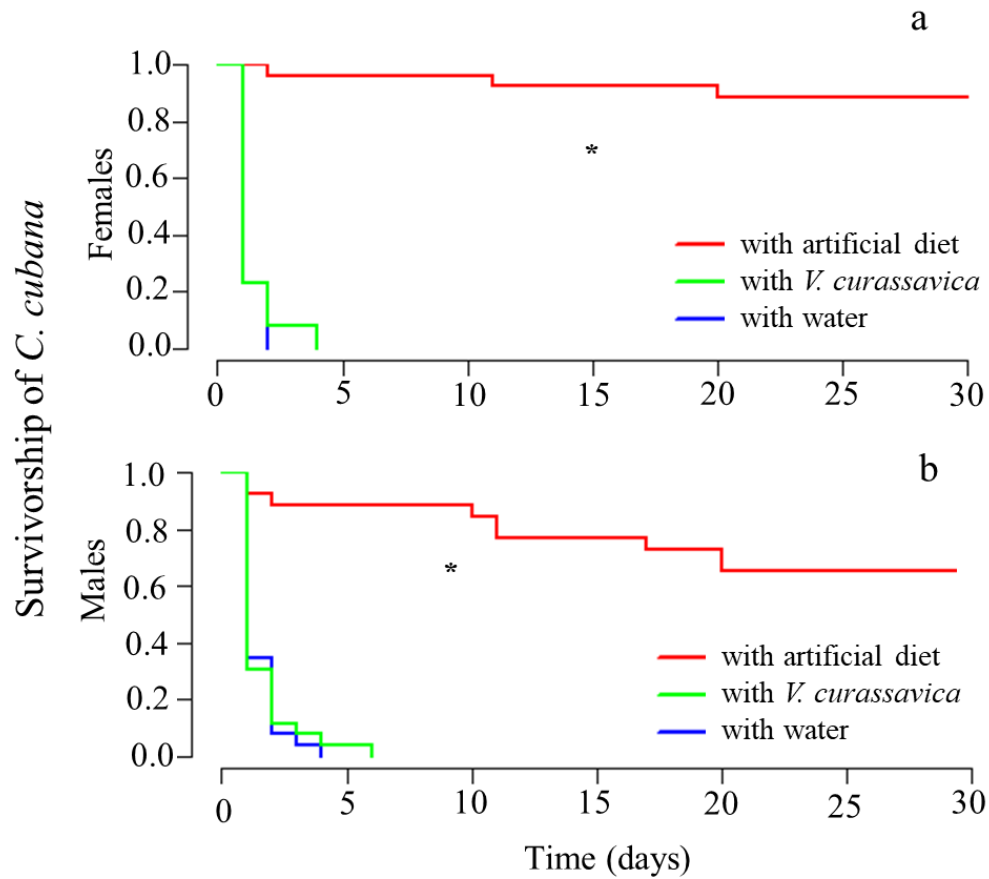 a
Survivorship of C. cubana
Females
1.0
0.8
0.6
0.4
0.2
0.0
*
with artificial diet
with V. curassavica
with water
0 5 10 15 20 25 30
b
Males
1.0
0.8
0.6
0.4
0.2
0.0
*
with artificial diet
with V. curassavica
with water
0 5 10 15 20 25 30
Time (days)